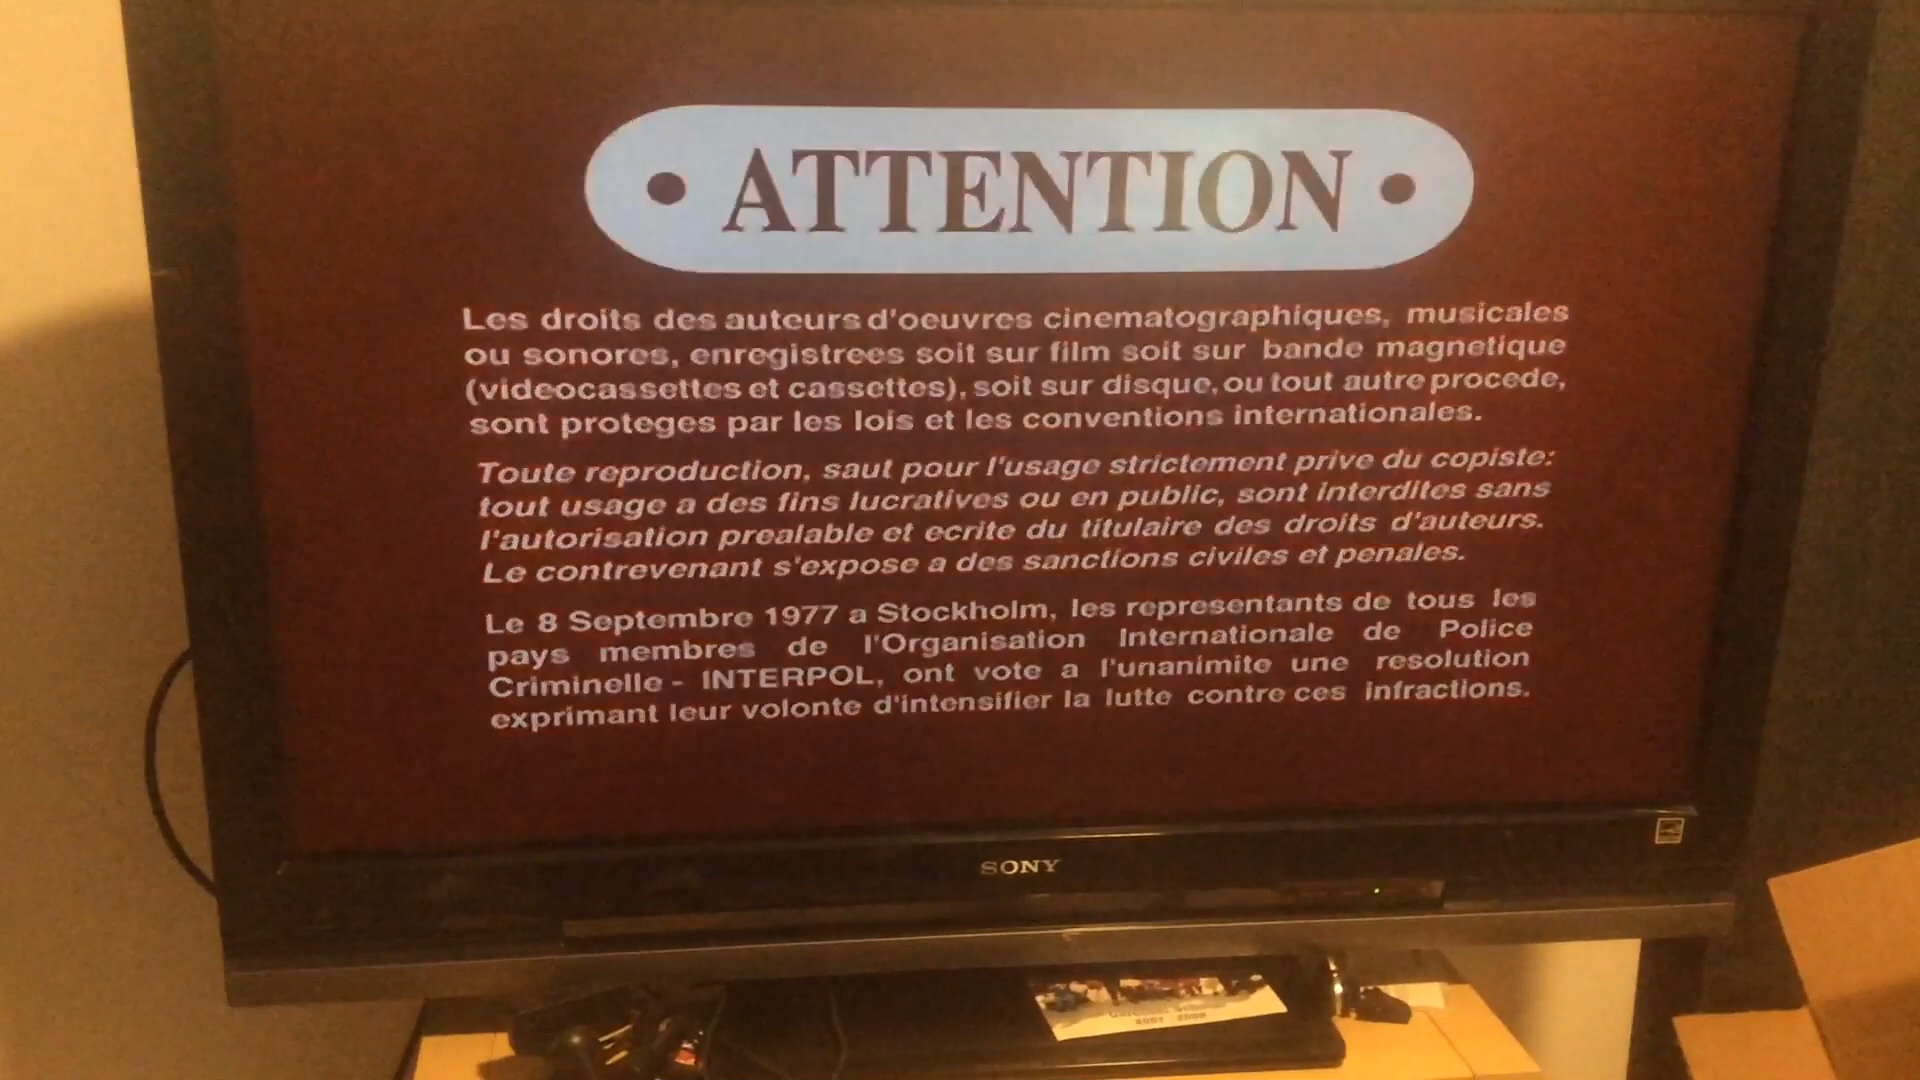 • ATTENTION •
Les droits des auteurs d'oeuvres cinematographiques, musicales
ou sonores, enregistrees soit sur film soit sur bande magnetique
(videocassettes et cassettes), soit sur disque, ou tout autre procede,
sont proteges par les lois et les conventions internationales.
Toute reproduction, sauf pour l'usage strictement prive du copiste:
tout usage a des fins lucratives ou en public, sont interdites sans
l'autorisation prealable et ecrite du titulaire des droits d'auteurs.
Le contrevenant s'expose a des sanctions civiles et penales.
Le 8 Septembre 1977 a Stockholm, les representants de tous les
pays membres de l'Organisation Internationale de Police
Criminelle - INTERPOL, ont vote a l'unanimite une resolution
exprimant leur volonte d'intensifier la lutte contre ces infractions.
SONY